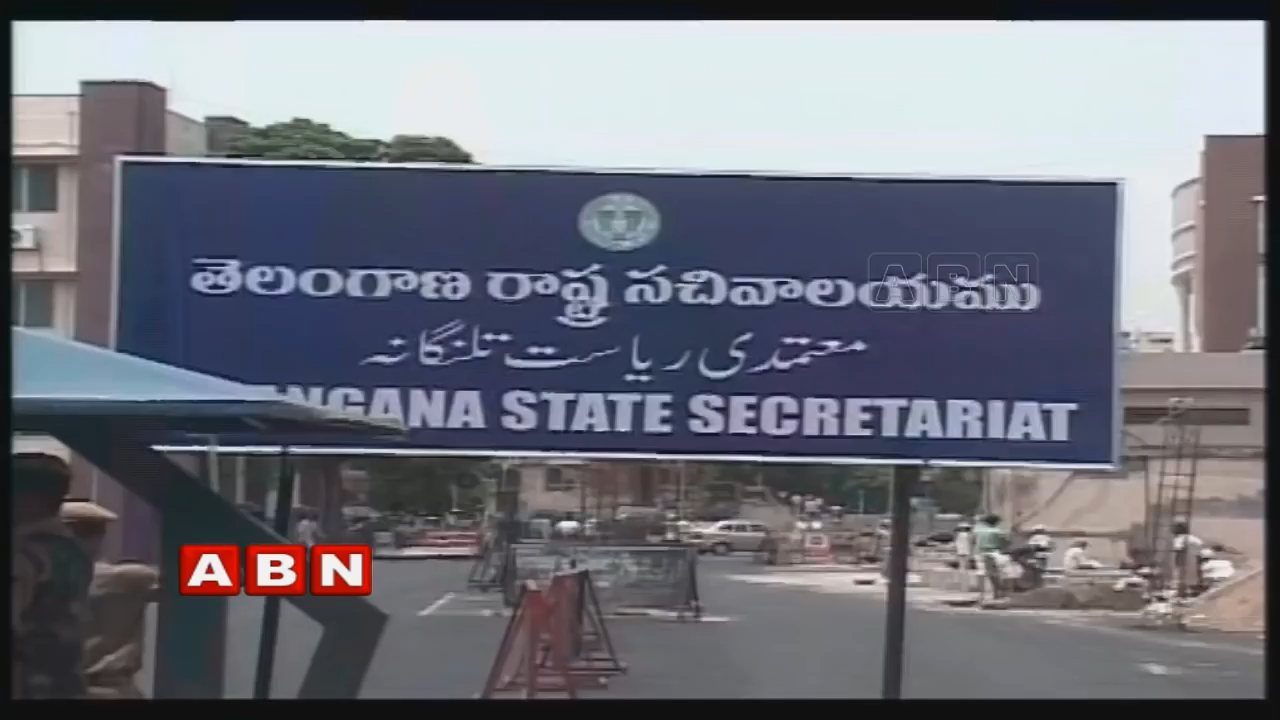 తెలంగాణ రాష్ట్ర సచివాలయము
ABN
معتمدی ریاست تلنگانہ
NGANA STATE SECRETARIAT
ABN